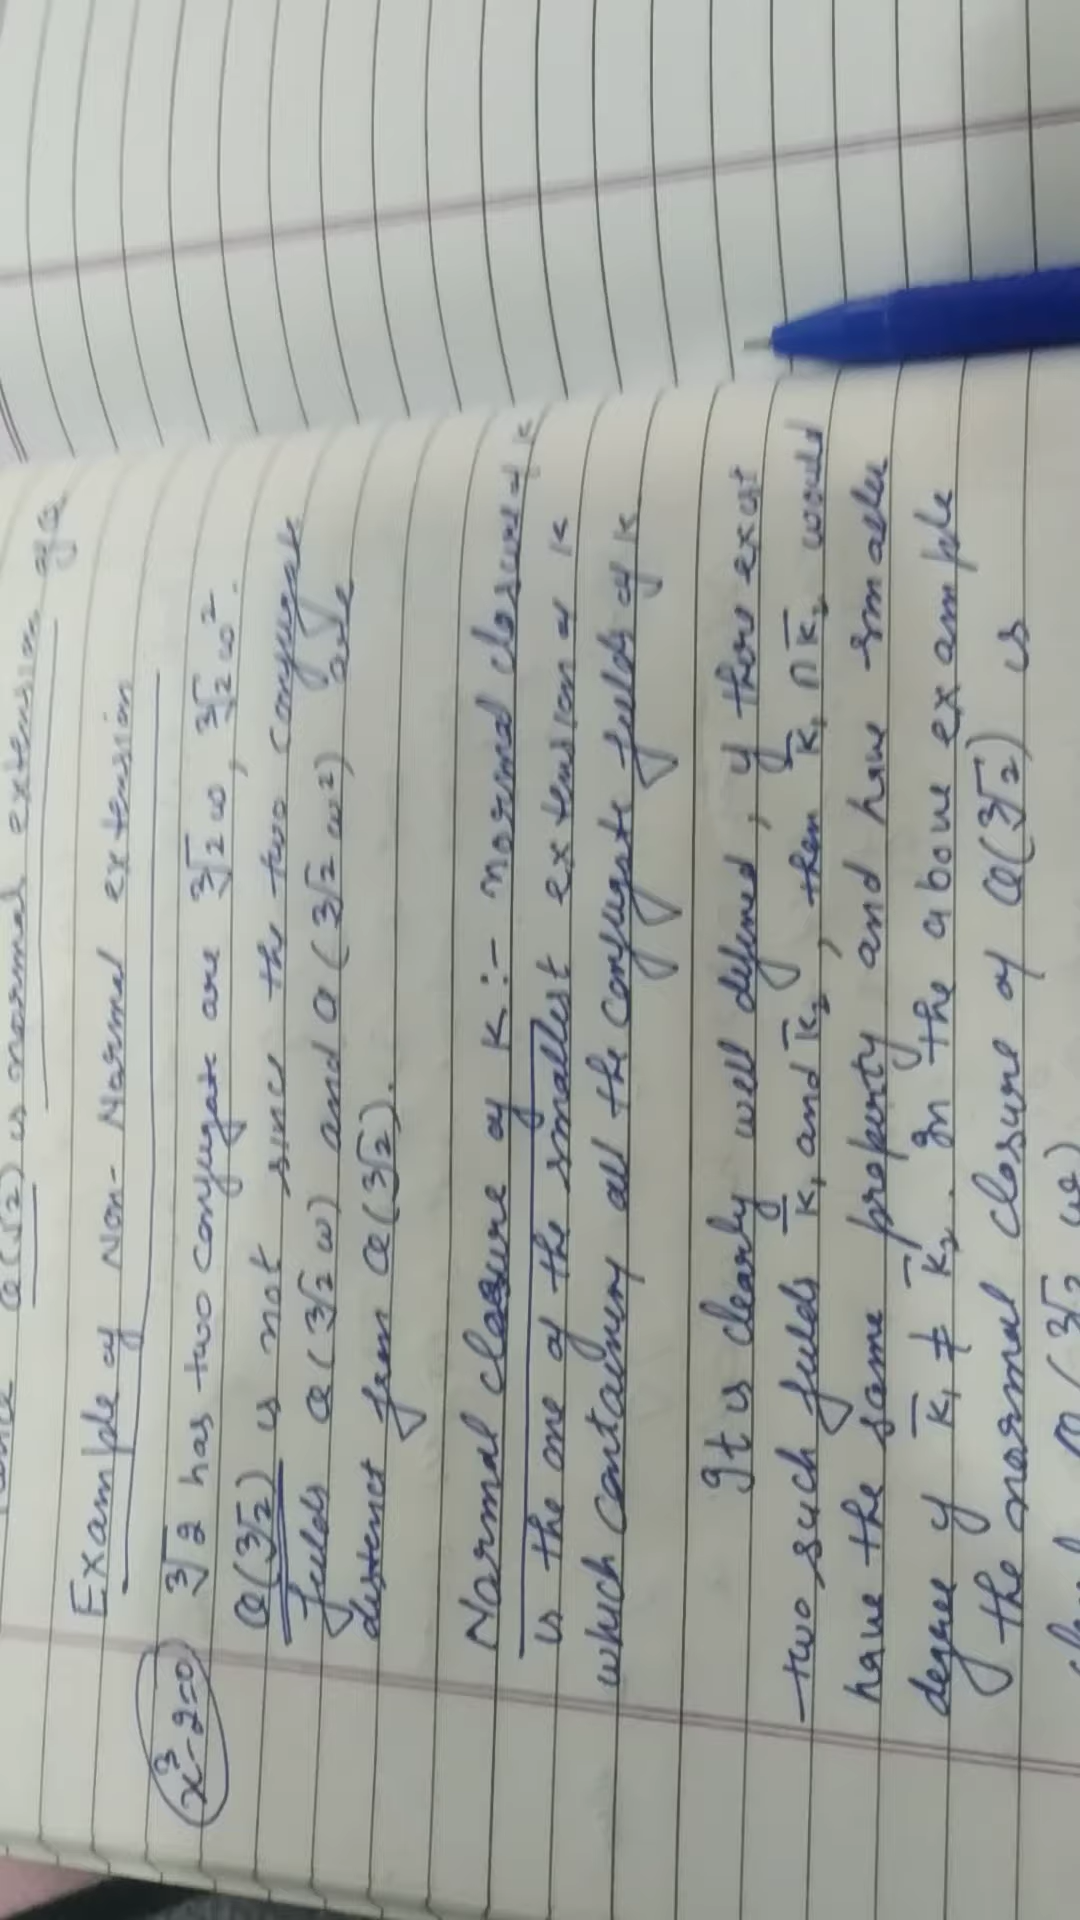 Q(√2) is normal extension of Q
Example of Non-Normal extension
x³-2=0
∛2 has two conjugate are ∛2 ω, ∛2 ω².
Q(∛2) is not since the two conjugate
fields Q(∛2 ω) and Q(∛2 ω²) are
distinct from Q(∛2).
Normal closure of K :- normal closure of K
is the one of the smallest extension of K
which containing all the conjugate fields of K
It is clearly well defined, if there exist
two such fields K̅₁ and K̅₂, then K̅₁ ∩ K̅₂ would
have the same property and have smaller
degree if K̅₁ ≠ K̅₂. In the above example
the normal closure of Q(∛2) is
Q(∛2, ω)